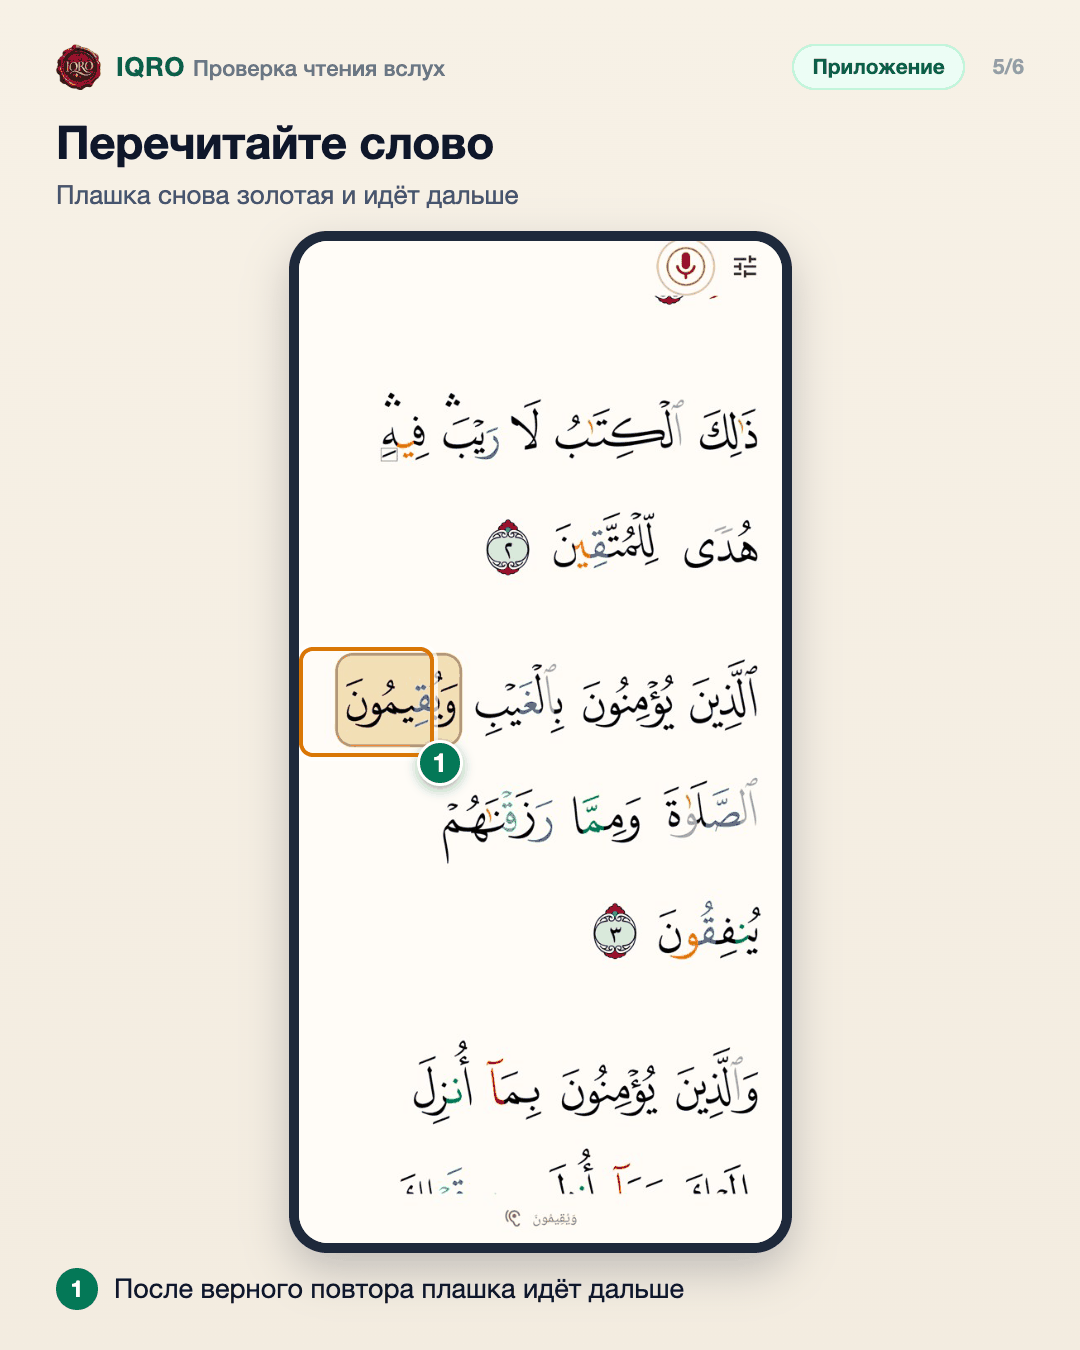 IQRO
IQRO Проверка чтения вслух
Приложение
5/6
Перечитайте слово
Плашка снова золотая и идёт дальше
ذَٰلِكَ ٱلْكِتَٰبُ لَا رَيْبَۛ فِيهِۛ
هُدًى لِّلْمُتَّقِينَ ٢
ٱلَّذِينَ يُؤْمِنُونَ بِٱلْغَيْبِ وَيُقِيمُونَ
1
ٱلصَّلَوٰةَ وَمِمَّا رَزَقْنَٰهُمْ
يُنفِقُونَ ٣
وَٱلَّذِينَ يُؤْمِنُونَ بِمَآ أُنزِلَ
وَيُقِيمُونَ
1 После верного повтора плашка идёт дальше